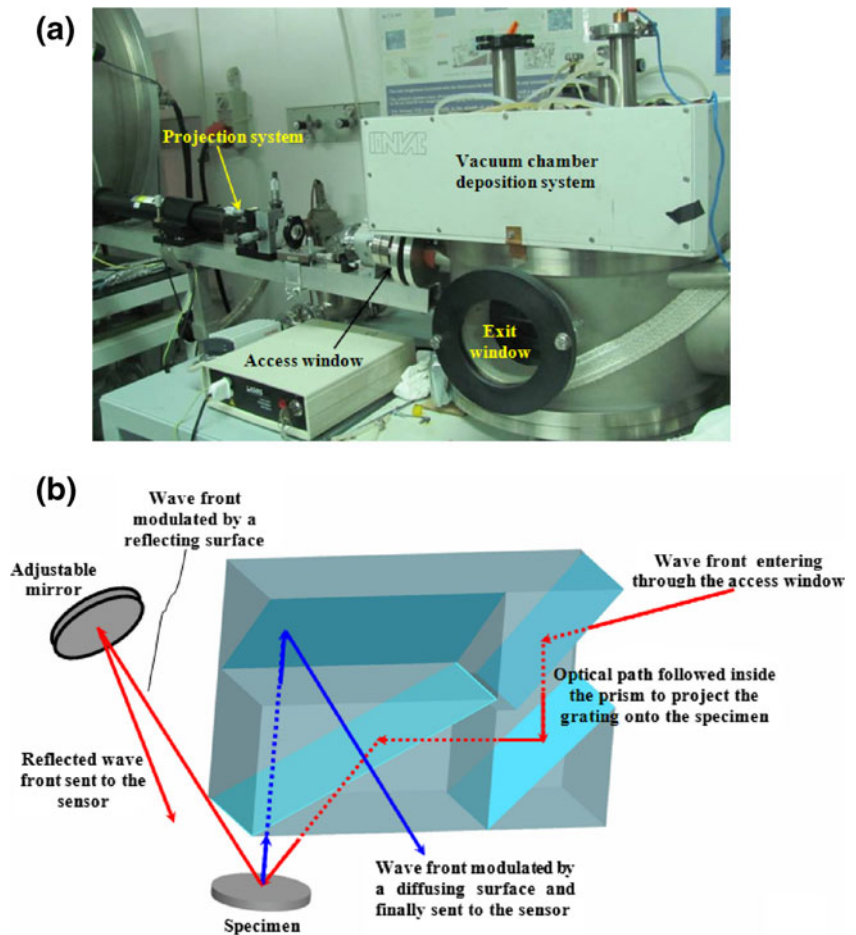 (a)
Projection system
Vacuum chamber
deposition system
Access window
Exit
window
(b)
Wave front
modulated by a
reflecting surface
Adjustable
mirror
Wave front entering
through the access window
Optical path followed inside
the prism to project the
grating onto the specimen
Reflected wave
front sent to the
sensor
Wave front modulated by
a diffusing surface and
finally sent to the sensor
Specimen